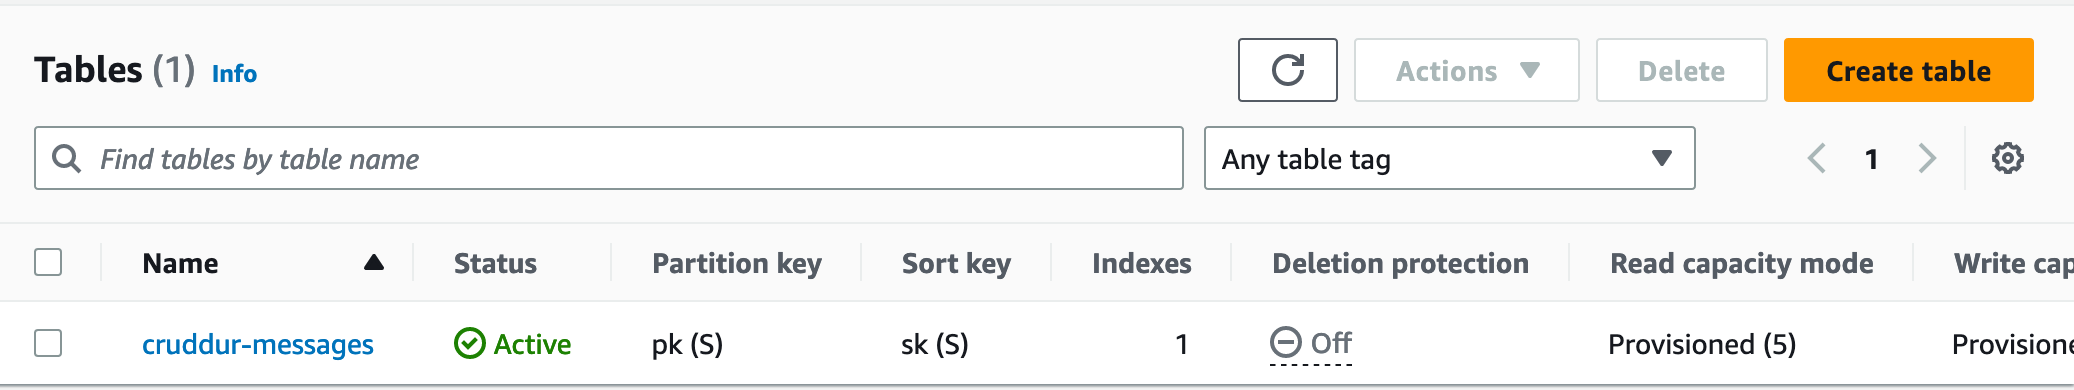 Tables (1) Info
Actions
Delete
Create table
Find tables by table name
Any table tag
1
Name Status Partition key Sort key Indexes Deletion protection Read capacity mode Write cap
cruddur-messages Active pk (S) sk (S) 1 Off Provisioned (5) Provisione